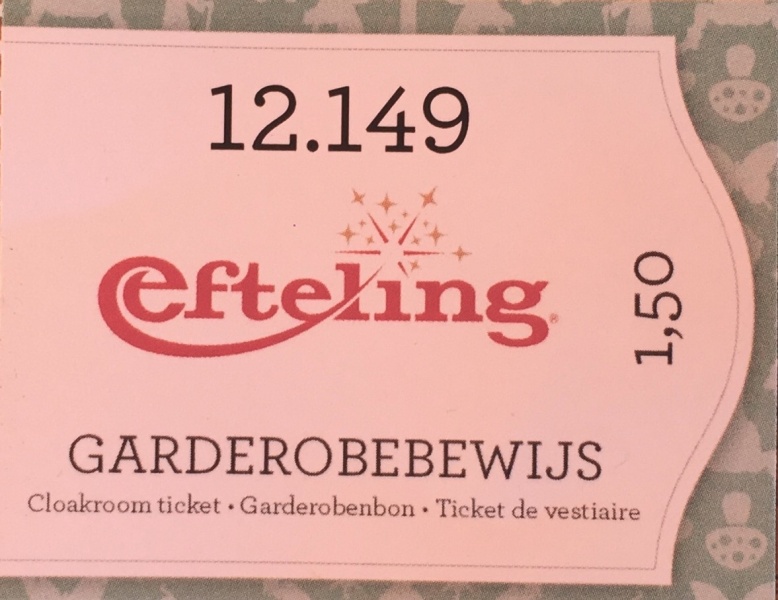 12.149
efteling®
1,50
GARDEROBEBEWIJS
Cloakroom ticket • Garderobenbon • Ticket de vestiaire